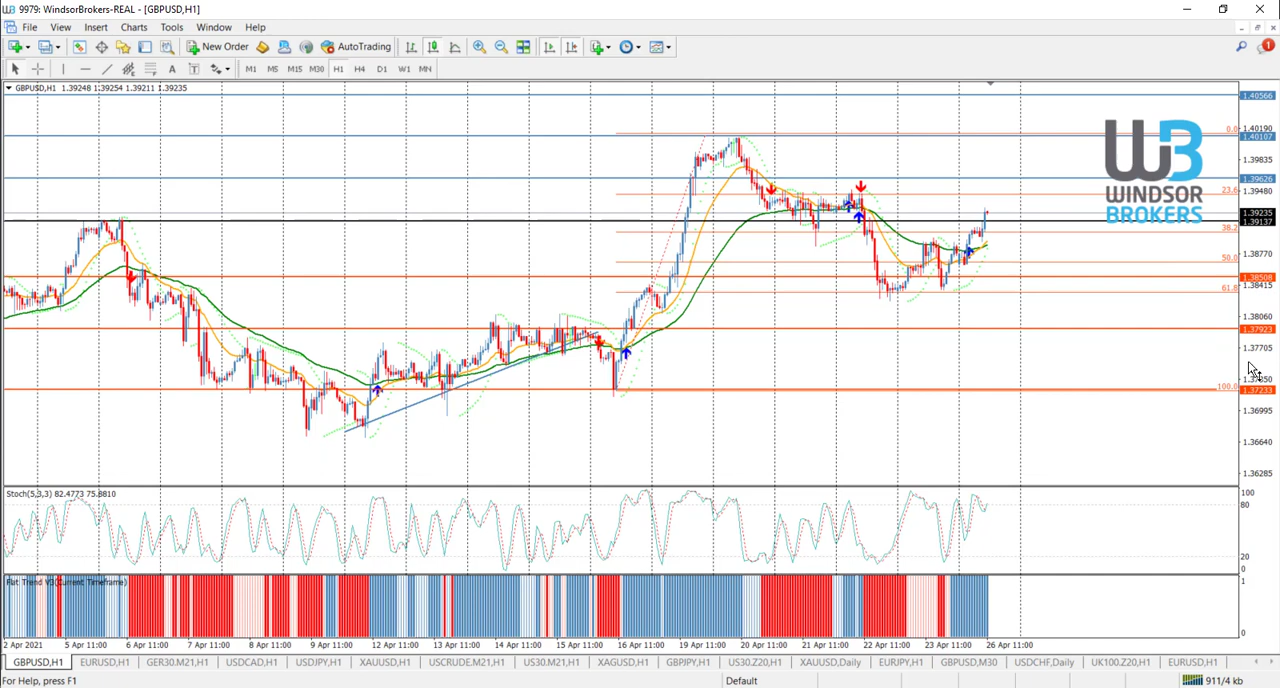 9979: WindsorBrokers-REAL - [GBPUSD,H1]
File View Insert Charts Tools Window Help
New Order AutoTrading
M1 M5 M15 M30 H1 H4 D1 W1 MN
GBPUSD,H1 1.39248 1.39254 1.39211 1.39235
1.40566
0.0
1.40190
1.40107
1.39835
1.39626
23.6
1.39480
1.39235
1.39137
38.2
1.38770
50.0
1.38508
1.38415
61.8
1.38060
1.37923
1.37705
100.0
1.37233
1.36995
1.36640
1.36285
W3
WINDSOR
BROKERS
Stoch(5,3,3) 82.4773 75.8810
100
80
20
0
Flat Trend V3(Current Timeframe)
1
0
2 Apr 2021 5 Apr 11:00 6 Apr 11:00 7 Apr 11:00 8 Apr 11:00 9 Apr 11:00 12 Apr 11:00 13 Apr 11:00 14 Apr 11:00 15 Apr 11:00 16 Apr 11:00 19 Apr 11:00 20 Apr 11:00 21 Apr 11:00 22 Apr 11:00 23 Apr 11:00 26 Apr 11:00
GBPUSD,H1 EURUSD,H1 GER30.M21,H1 USDCAD,H1 USDJPY,H1 XAUUSD,H1 USCRUDE.M21,H1 US30.M21,H1 XAGUSD,H1 GBPJPY,H1 US30.Z20,H1 XAUUSD,Daily EURJPY,H1 GBPUSD,M30 USDCHF,Daily UK100.Z20,H1 EURUSD,H1
For Help, press F1 Default 911/4 kb